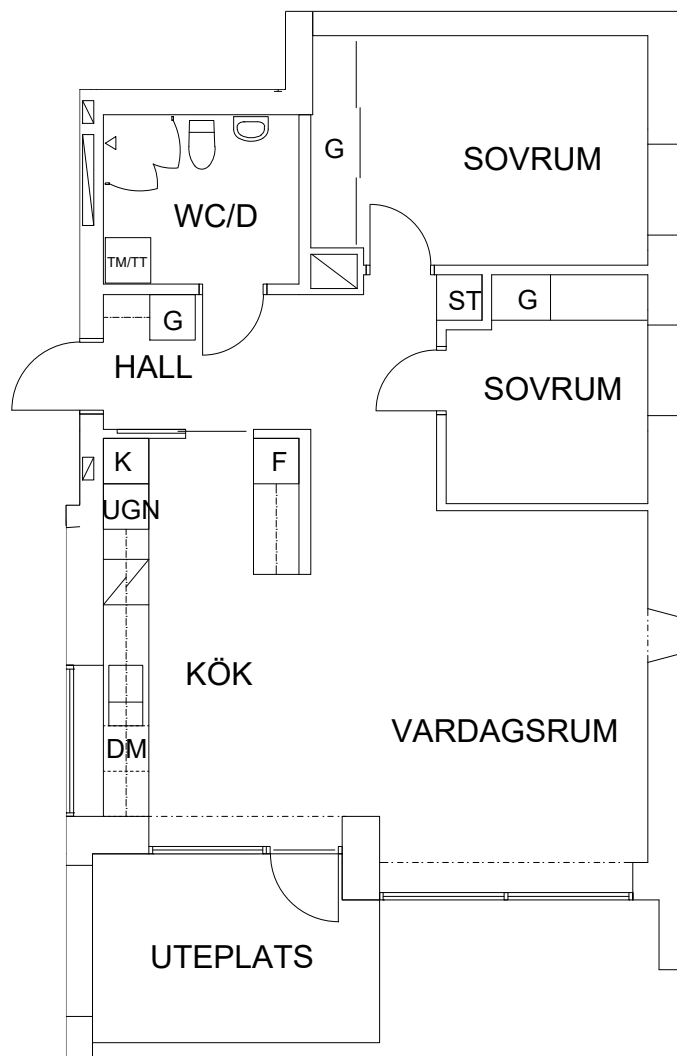 G
SOVRUM
WC/D
TM/TT
ST
G
G
HALL
SOVRUM
K
F
UGN
KÖK
VARDAGSRUM
DM
UTEPLATS